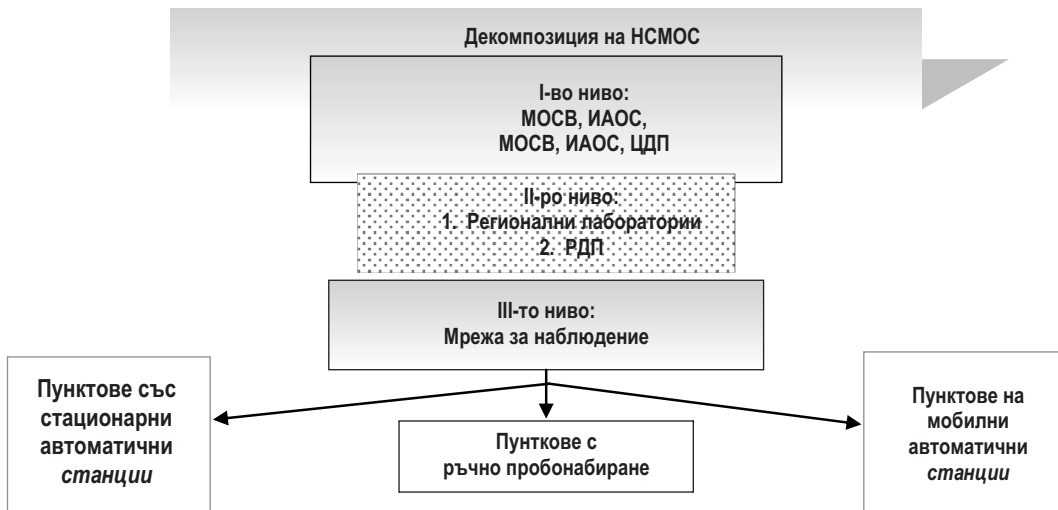 Декомпозиция на НСМОС
I-во ниво:
МОСВ, ИАОС,
МОСВ, ИАОС, ЦДП
II-ро ниво:
1. Регионални лаборатории
2. РДП
III-то ниво:
Мрежа за наблюдение
Пунктове със
стационарни
автоматични
станции
Пунткове с
ръчно пробонабиране
Пунктове на
мобилни
автоматични
станции